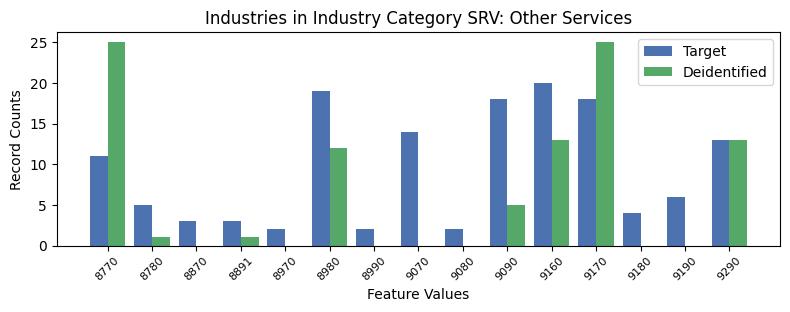 Industries in Industry Category SRV: Other Services
Target
Deidentified
Record Counts
25
20
15
10
5
0
8770 8780 8870 8891 8970 8980 8990 9070 9080 9090 9160 9170 9180 9190 9290
Feature Values